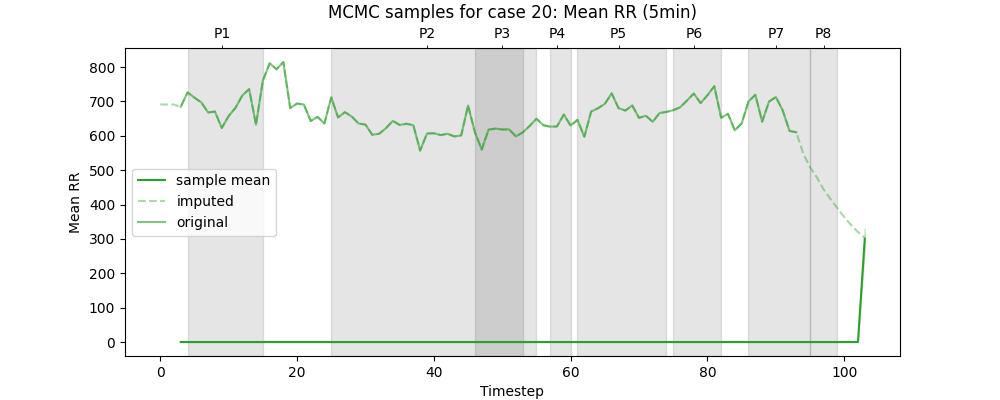 MCMC samples for case 20: Mean RR (5min)
P1 P2 P3 P4 P5 P6 P7 P8
800
700
600
500
400
300
200
100
0
Mean RR
sample mean
imputed
original
0 20 40 60 80 100
Timestep